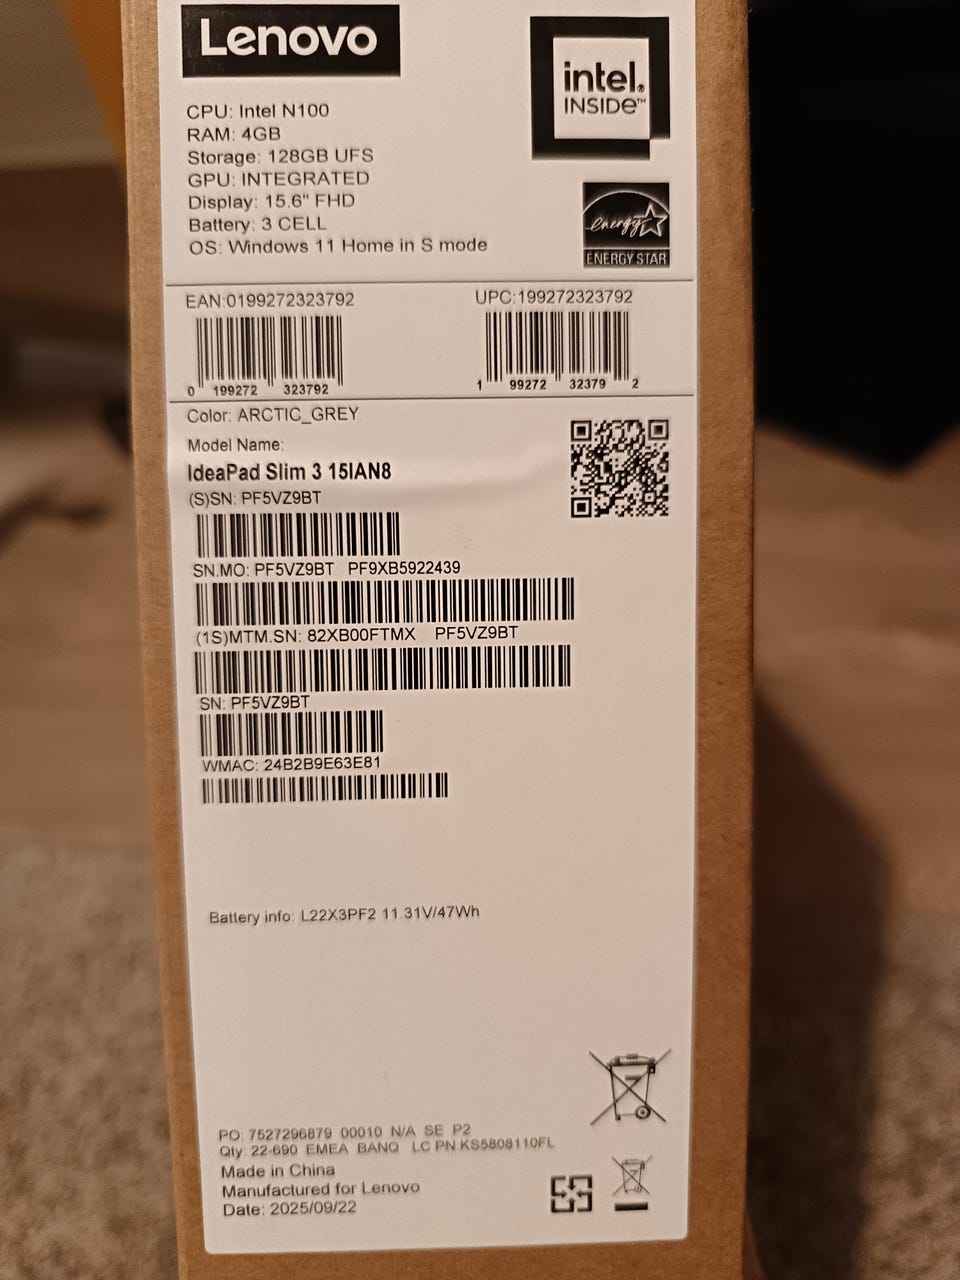 Lenovo
intel.
INSIDE™
CPU: Intel N100
RAM: 4GB
Storage: 128GB UFS
GPU: INTEGRATED
Display: 15.6" FHD
Battery: 3 CELL
OS: Windows 11 Home in S mode
energy
ENERGY STAR
EAN:0199272323792
UPC:199272323792
0 199272 323792
1 99272 32379 2
Color: ARCTIC_GREY
Model Name:
IdeaPad Slim 3 15IAN8
(S)SN: PF5VZ9BT
SN.MO: PF5VZ9BT PF9XB5922439
(1S)MTM.SN: 82XB00FTMX PF5VZ9BT
SN: PF5VZ9BT
WMAC: 24B2B9E63E81
Battery info: L22X3PF2 11.31V/47Wh
PO: 7527296879 00010 N/A SE P2
Qty: 22-690 EMEA BANQ LC PN:KS5808110FL
Made in China
Manufactured for Lenovo
Date: 2025/09/22